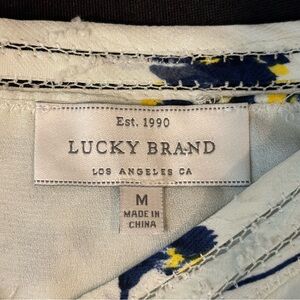 Est. 1990
LUCKY BRAND
LOS ANGELES CA
M
MADE IN
CHINA